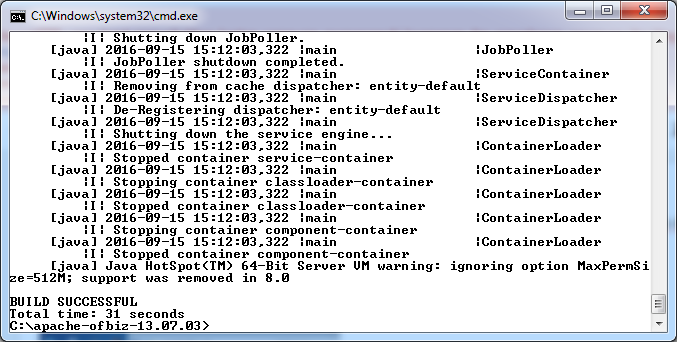 C:\Windows\system32\cmd.exe
|I| Shutting down JobPoller.
[java] 2016-09-15 15:12:03,322 |main |JobPoller
|I| JobPoller shutdown completed.
[java] 2016-09-15 15:12:03,322 |main |ServiceContainer
|I| Removing from cache dispatcher: entity-default
[java] 2016-09-15 15:12:03,322 |main |ServiceDispatcher
|I| De-Registering dispatcher: entity-default
[java] 2016-09-15 15:12:03,322 |main |ServiceDispatcher
|I| Shutting down the service engine...
[java] 2016-09-15 15:12:03,322 |main |ContainerLoader
|I| Stopped container service-container
[java] 2016-09-15 15:12:03,322 |main |ContainerLoader
|I| Stopping container classloader-container
[java] 2016-09-15 15:12:03,322 |main |ContainerLoader
|I| Stopped container classloader-container
[java] 2016-09-15 15:12:03,322 |main |ContainerLoader
|I| Stopping container component-container
[java] 2016-09-15 15:12:03,322 |main |ContainerLoader
|I| Stopped container component-container
[java] Java HotSpot(TM) 64-Bit Server VM warning: ignoring option MaxPermSi
ze=512M; support was removed in 8.0
BUILD SUCCESSFUL
Total time: 31 seconds
C:\apache-ofbiz-13.07.03>